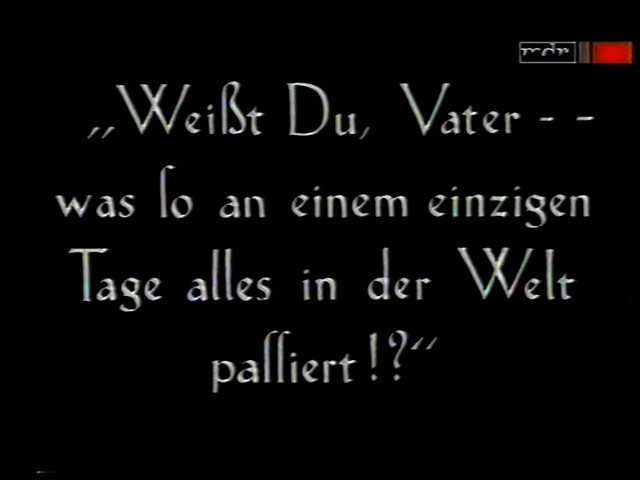 mdr
„Weißt Du, Vater - -
was ſo an einem einzigen
Tage alles in der Welt
paſſiert!?“